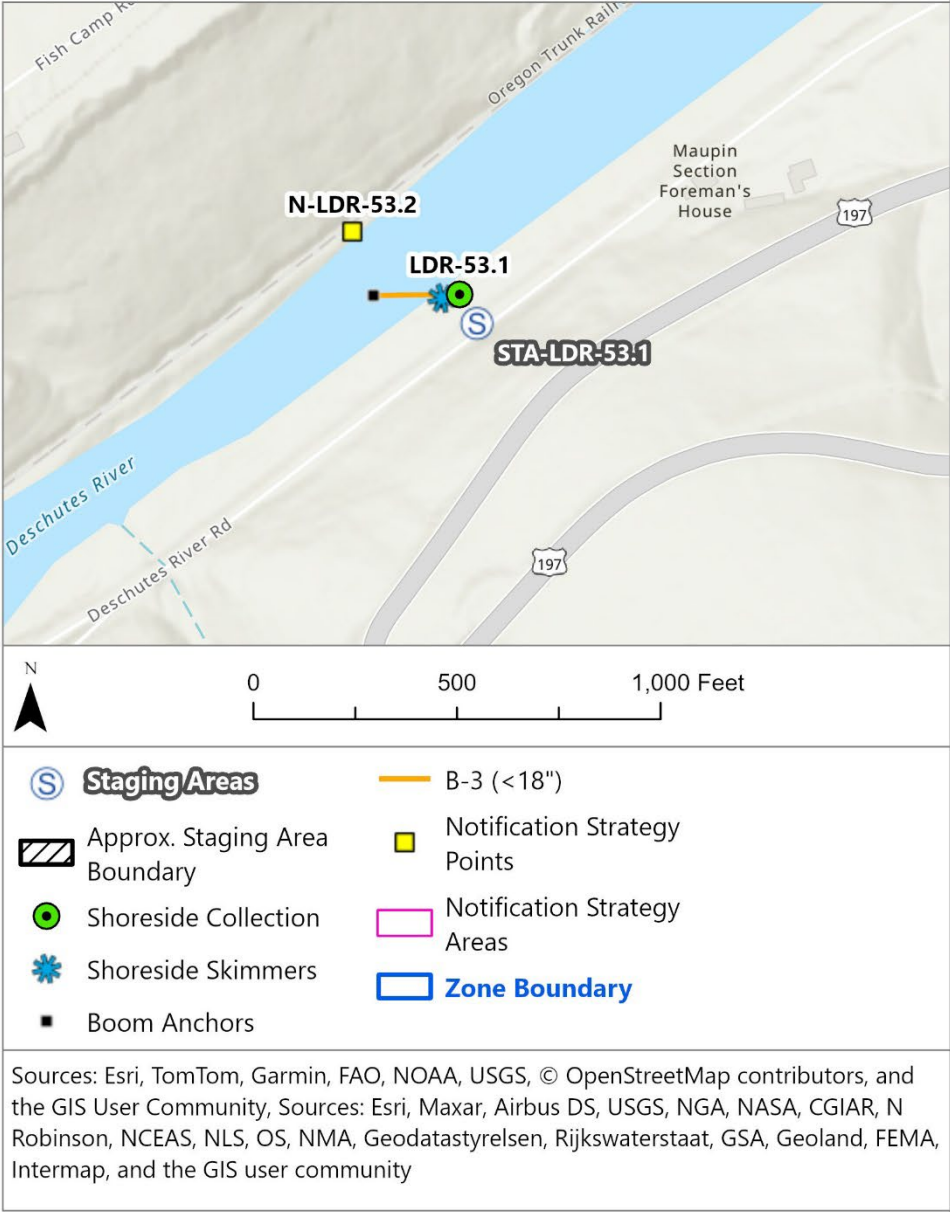 Fish Camp R
Oregon Trunk Railr
Maupin
Section
Foreman's
House
197
N-LDR-53.2
LDR-53.1
S
STA-LDR-53.1
Deschutes River
Deschutes River Rd
197
N
0 500 1,000 Feet
S Staging Areas
Approx. Staging Area
Boundary
Shoreside Collection
Shoreside Skimmers
Boom Anchors
B-3 (<18")
Notification Strategy
Points
Notification Strategy
Areas
Zone Boundary
Sources: Esri, TomTom, Garmin, FAO, NOAA, USGS, © OpenStreetMap contributors, and
the GIS User Community, Sources: Esri, Maxar, Airbus DS, USGS, NGA, NASA, CGIAR, N
Robinson, NCEAS, NLS, OS, NMA, Geodatastyrelsen, Rijkswaterstaat, GSA, Geoland, FEMA,
Intermap, and the GIS user community